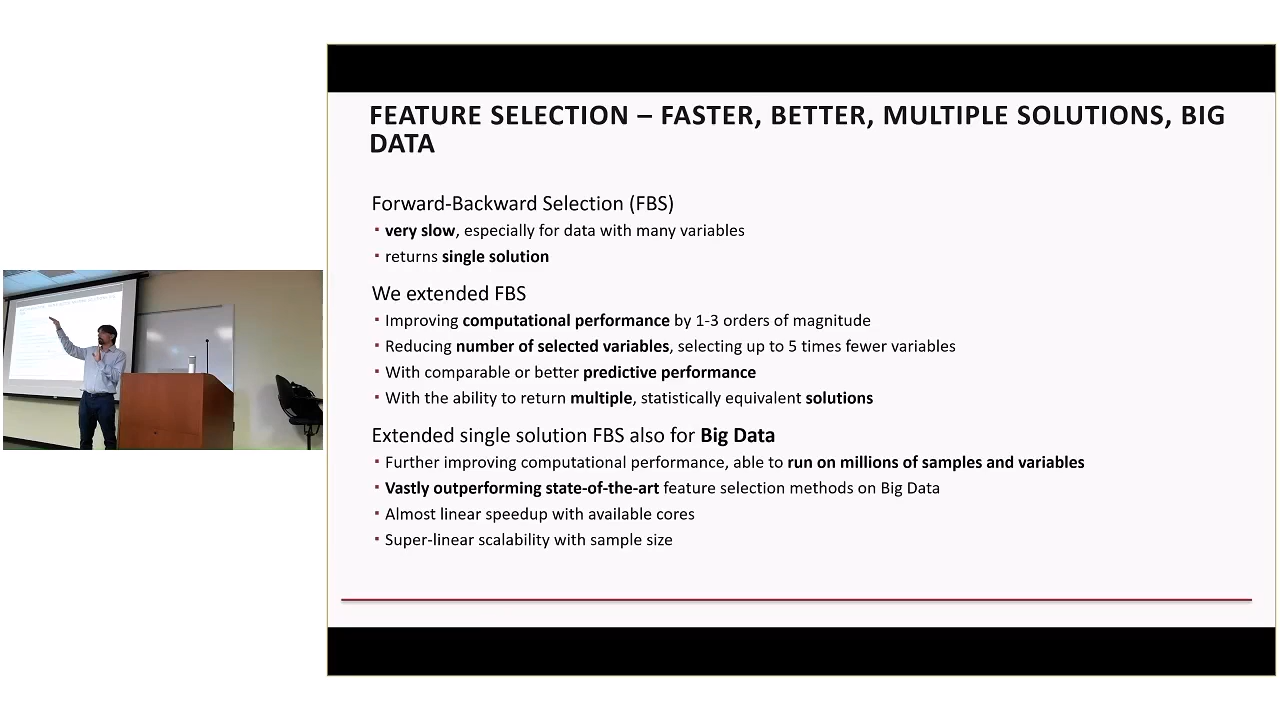 FEATURE SELECTION – FASTER, BETTER, MULTIPLE SOLUTIONS, BIG
DATA
Forward-Backward Selection (FBS)
▪ very slow, especially for data with many variables
▪ returns single solution
We extended FBS
▪ Improving computational performance by 1-3 orders of magnitude
▪ Reducing number of selected variables, selecting up to 5 times fewer variables
▪ With comparable or better predictive performance
▪ With the ability to return multiple, statistically equivalent solutions
Extended single solution FBS also for Big Data
▪ Further improving computational performance, able to run on millions of samples and variables
▪ Vastly outperforming state-of-the-art feature selection methods on Big Data
▪ Almost linear speedup with available cores
▪ Super-linear scalability with sample size